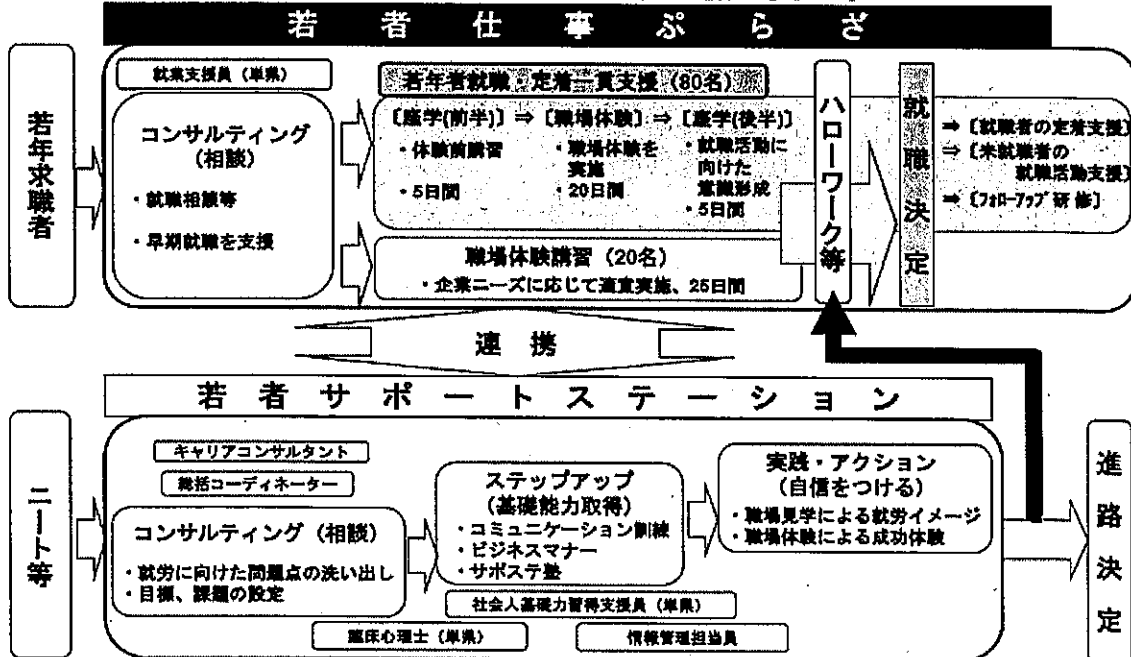 若者仕事ぷらざ
若年求職者
就業支援員（単県）
コンサルティング
（相談）
・就職相談等
・早期就職を支援
若年者就職・定着一貫支援（80名）
〔座学(前半)〕⇒〔職場体験〕⇒〔座学(後半)〕
・体験前講習
・5日間
・職場体験を
実施
・20日間
・就職活動に
向けた
意識形成
・5日間
職場体験講習（20名）
・企業ニーズに応じて適宜実施、25日間
ハローワーク等
就職決定
⇒〔就職者の定着支援〕
⇒〔未就職者の
就職活動支援〕
⇒〔フォローアップ研修〕
連携
若者サポートステーション
ニート等
キャリアコンサルタント
総括コーディネーター
コンサルティング（相談）
・就労に向けた問題点の洗い出し
・目標、課題の設定
ステップアップ
（基礎能力取得）
・コミュニケーション訓練
・ビジネスマナー
・サポステ塾
実践・アクション
（自信をつける）
・職場見学による就労イメージ
・職場体験による成功体験
社会人基礎力習得支援員（単県）
臨床心理士（単県）
情報管理担当員
進路決定